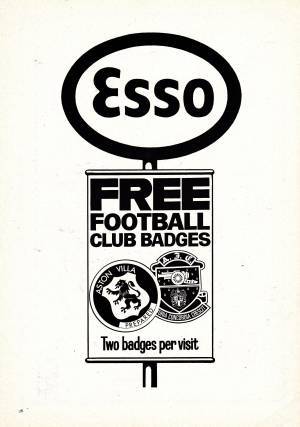 Esso
FREE
FOOTBALL
CLUB BADGES
ASTON VILLA
PREPARED
Two badges per visit